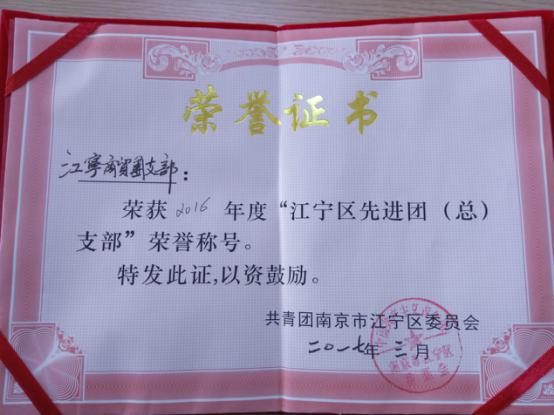 荣誉证书
江寧商贸團支部：
荣获2016年度“江宁区先进团（总）
支部”荣誉称号。
特发此证,以资鼓励。
共青团南京市江宁区委员会
二〇一七年三月